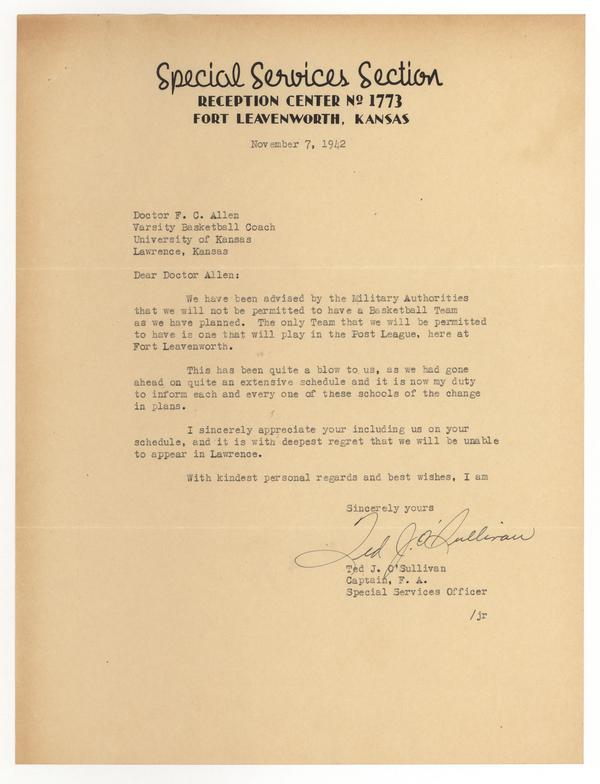 Special Services Section
RECEPTION CENTER Nº 1773
FORT LEAVENWORTH, KANSAS
November 7, 1942
Doctor F. C. Allen
Varsity Basketball Coach
University of Kansas
Lawrence, Kansas
Dear Doctor Allen:
We have been advised by the Military Authorities
that we will not be permitted to have a Basketball Team
as we have planned. The only Team that we will be permitted
to have is one that will play in the Post League, here at
Fort Leavenworth.
This has been quite a blow to us, as we had gone
ahead on quite an extensive schedule and it is now my duty
to inform each and every one of these schools of the change
in plans.
I sincerely appreciate your including us on your
schedule, and it is with deepest regret that we will be unable
to appear in Lawrence.
With kindest personal regards and best wishes, I am
Sincerely yours
Ted J. O'Sullivan
Ted J. O'Sullivan
Captain, F. A.
Special Services Officer
/jr